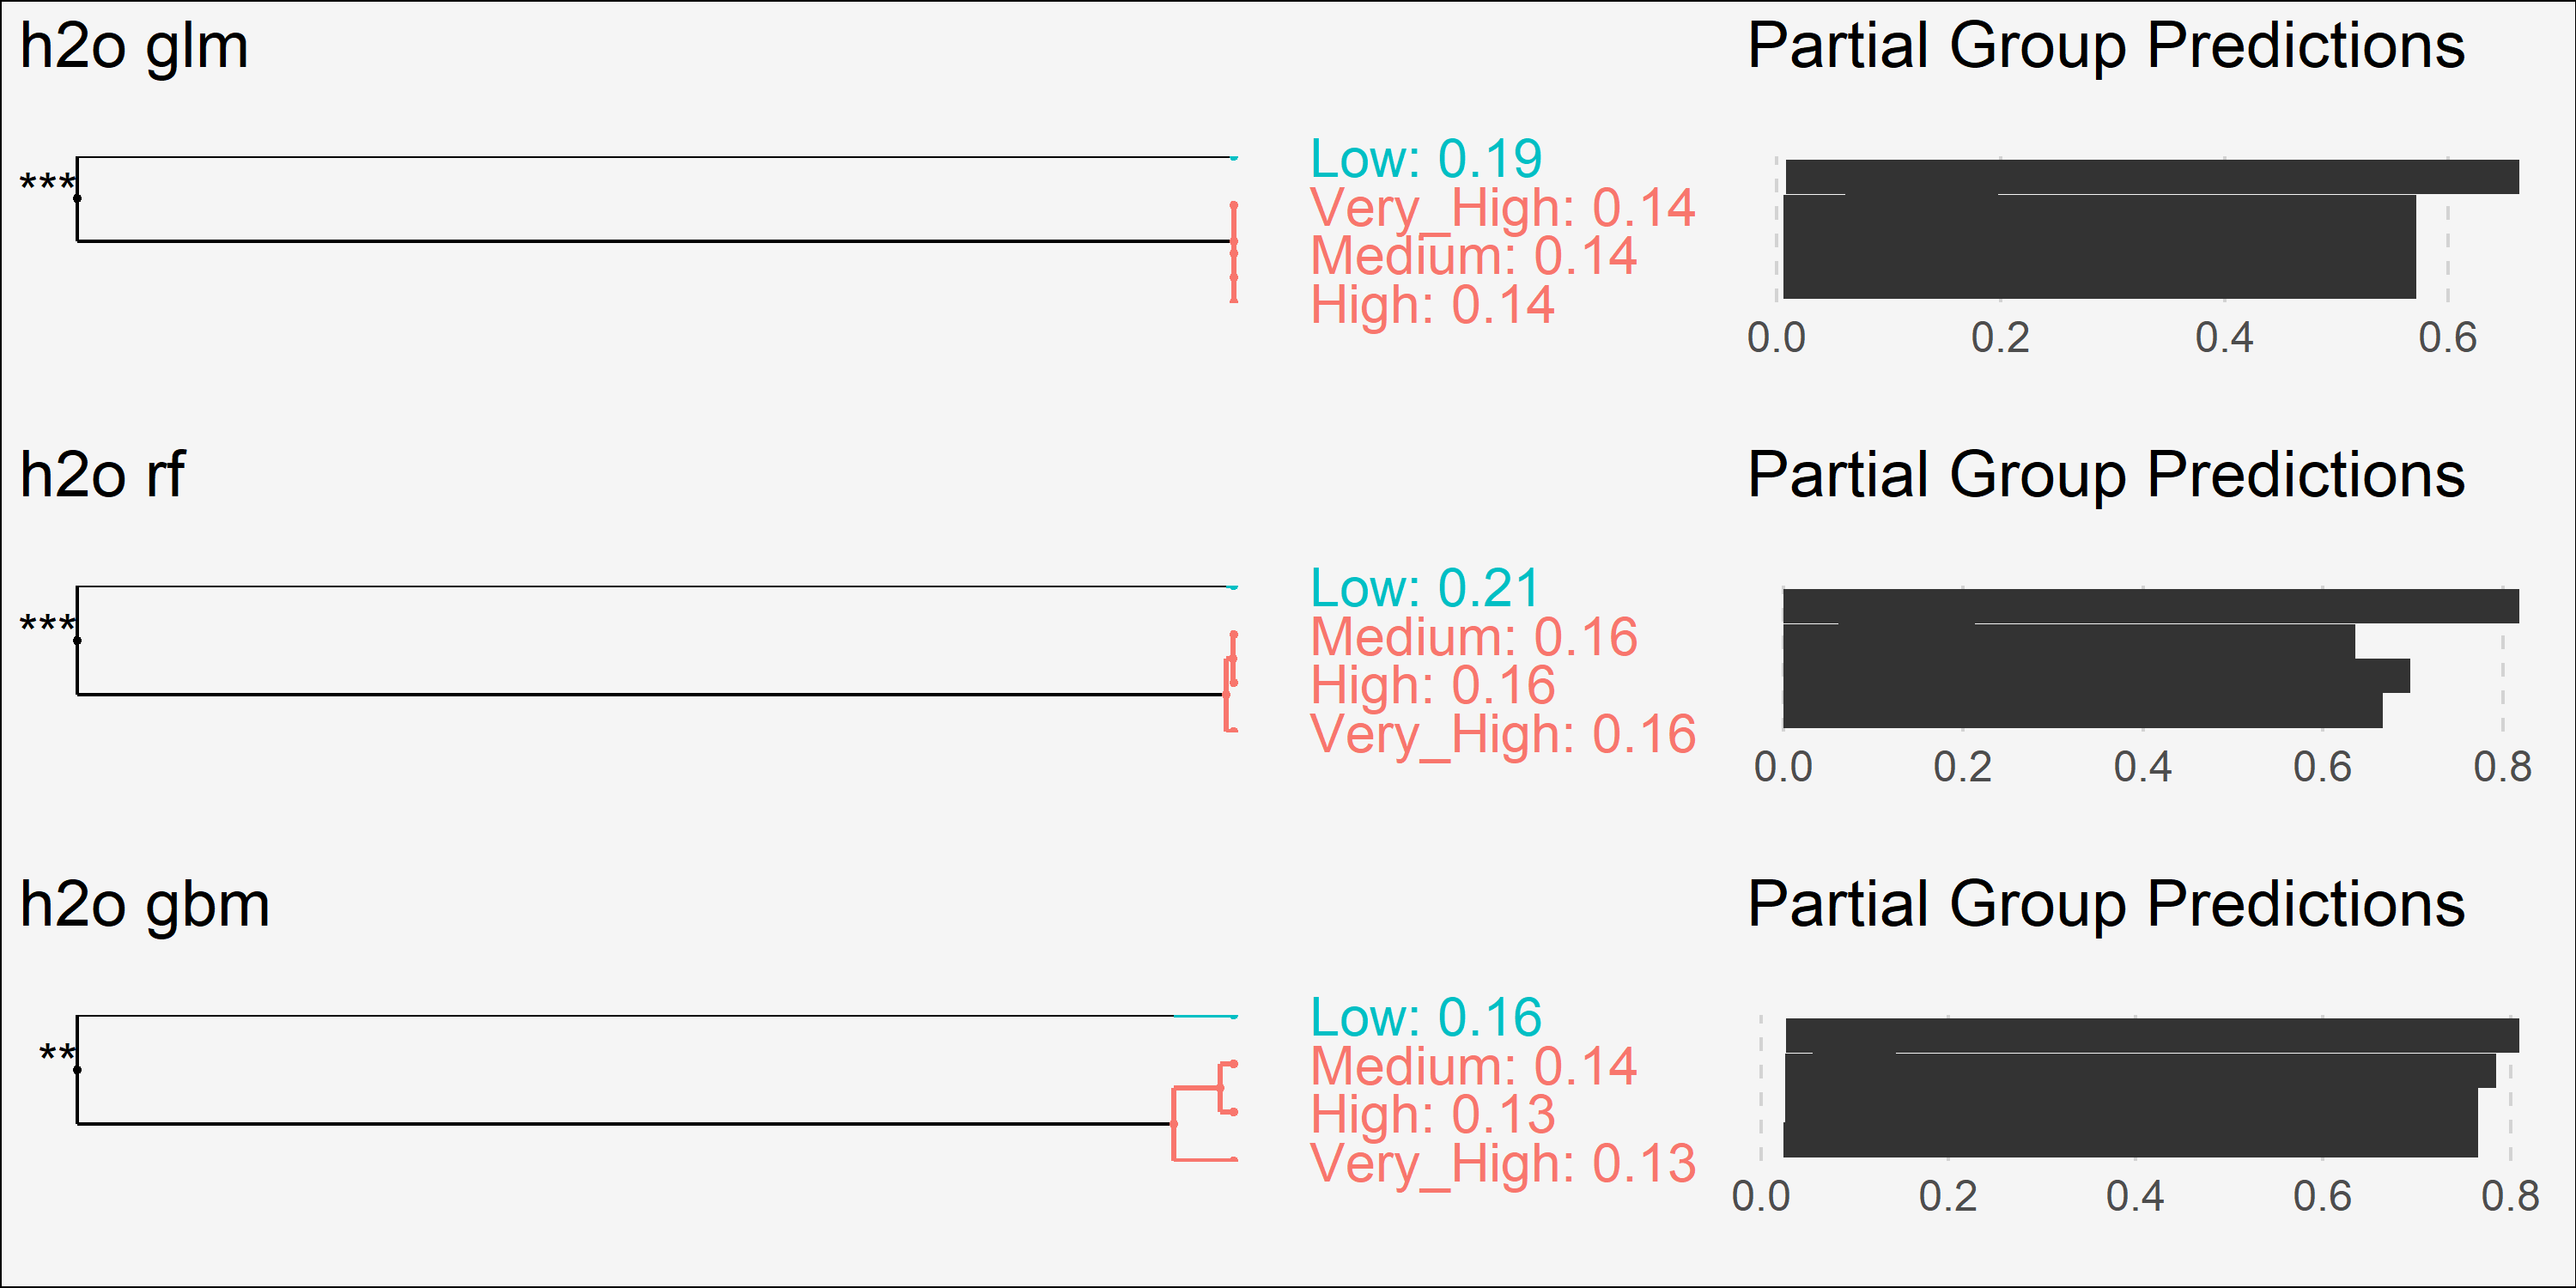 h2o glm
Partial Group Predictions
***
Low: 0.19
Very_High: 0.14
Medium: 0.14
High: 0.14
0.0 0.2 0.4 0.6
h2o rf
Partial Group Predictions
***
Low: 0.21
Medium: 0.16
High: 0.16
Very_High: 0.16
0.0 0.2 0.4 0.6 0.8
h2o gbm
Partial Group Predictions
**
Low: 0.16
Medium: 0.14
High: 0.13
Very_High: 0.13
0.0 0.2 0.4 0.6 0.8